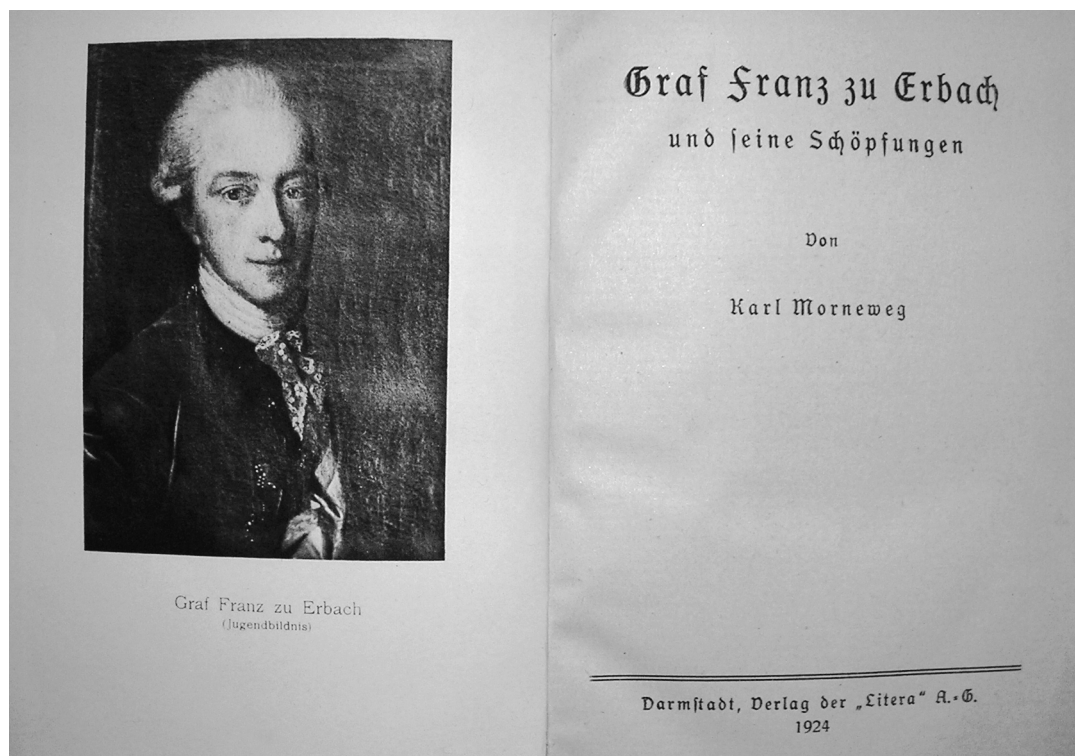 Graf Franz zu Erbach
(Jugendbildnis)
Graf Franz zu Erbach
und ſeine Schöpfungen
Von
Karl Morneweg
Darmſtadt, Verlag der „Litera“ A.=G.
1924